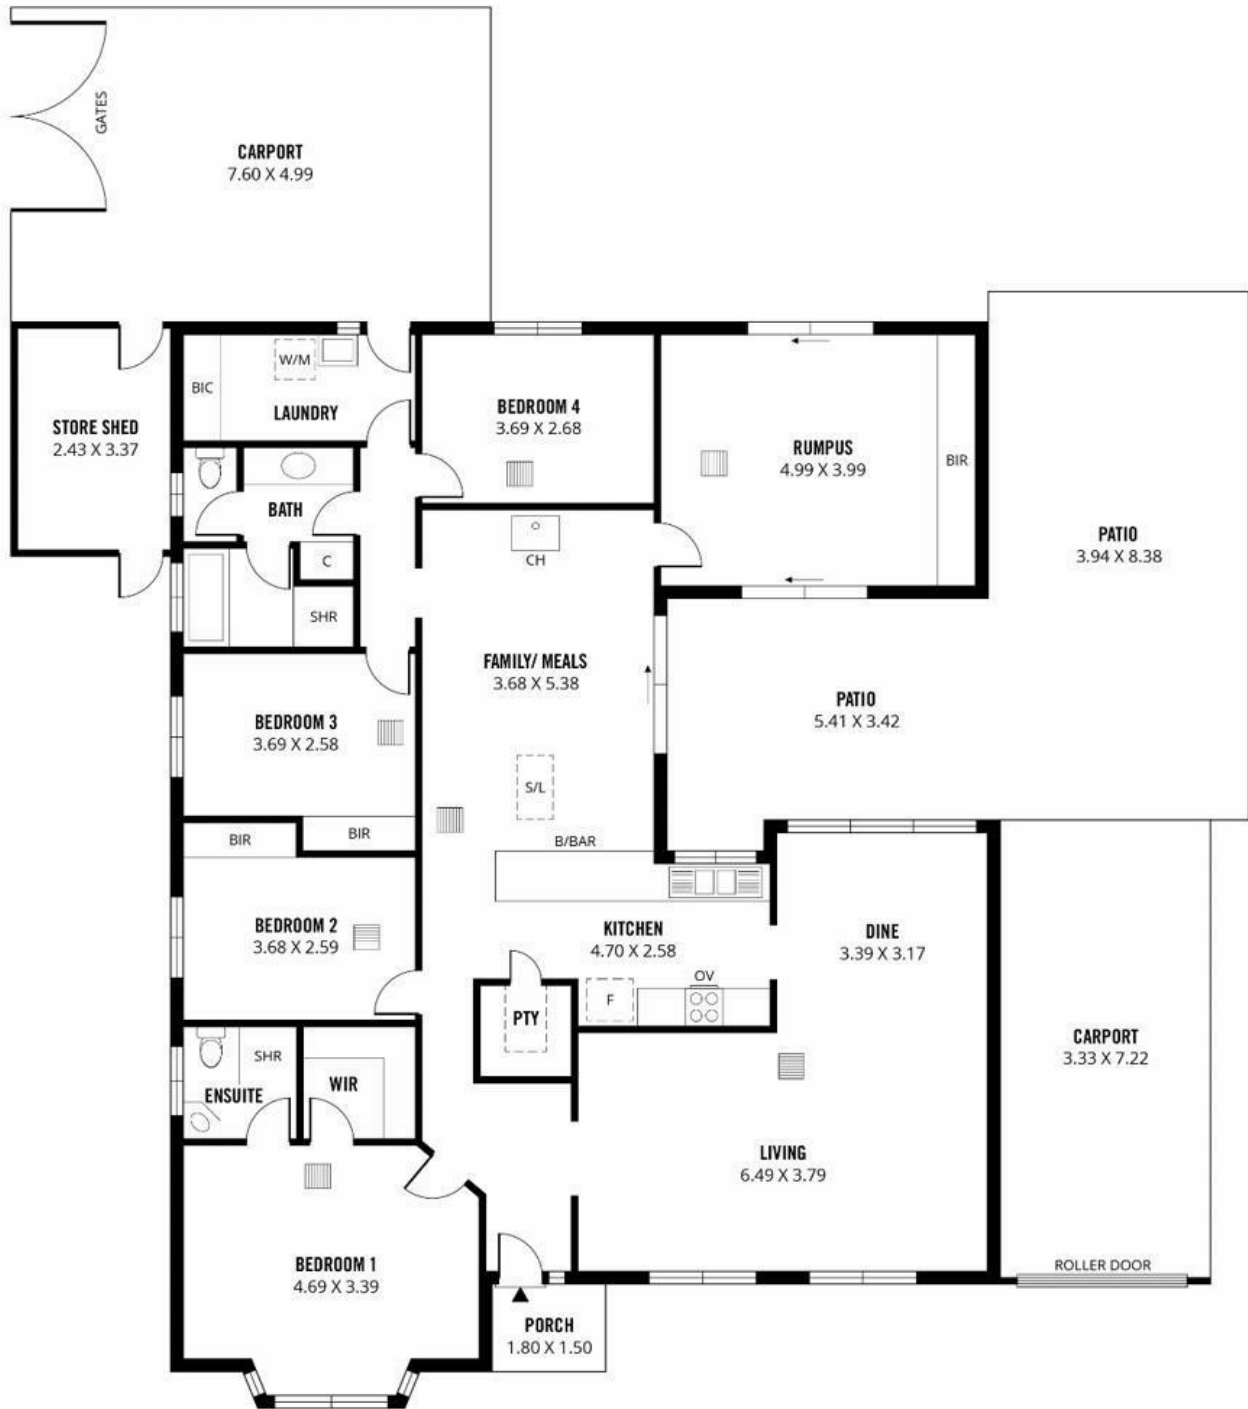 GATES
CARPORT
7.60 X 4.99
STORE SHED
2.43 X 3.37
BIC
W/M
LAUNDRY
BEDROOM 4
3.69 X 2.68
RUMPUS
4.99 X 3.99
BIR
PATIO
3.94 X 8.38
BATH
C
SHR
CH
FAMILY/ MEALS
3.68 X 5.38
S/L
B/BAR
PATIO
5.41 X 3.42
BEDROOM 3
3.69 X 2.58
BIR
BIR
BEDROOM 2
3.68 X 2.59
KITCHEN
4.70 X 2.58
OV
F
PTY
DINE
3.39 X 3.17
CARPORT
3.33 X 7.22
ROLLER DOOR
SHR
ENSUITE
WIR
LIVING
6.49 X 3.79
BEDROOM 1
4.69 X 3.39
PORCH
1.80 X 1.50